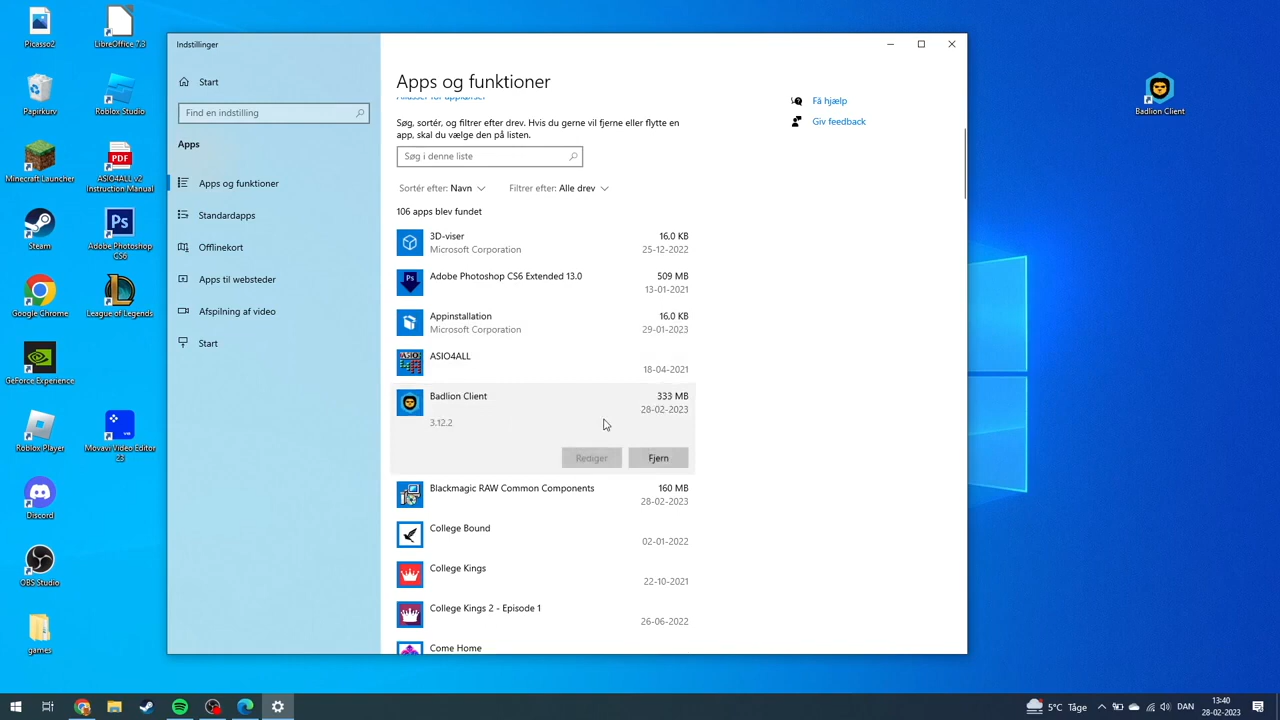 Picasso2
LibreOffice 7.3
Papirkurv
Roblox Studio
Minecraft Launcher
PDF
ASIO4ALL v2
Instruction Manual
Steam
Ps
Adobe Photoshop
CS6
Google Chrome
League of Legends
GeForce Experience
Roblox Player
Movavi Video Editor
23
Discord
OBS Studio
games
Indstillinger
Start
Find en indstilling
Apps
Apps og funktioner
Standardapps
Offlinekort
Apps til websteder
Afspilning af video
Start
Apps og funktioner
Aliasser for appkørsel
Søg, sortér, og filtrer efter drev. Hvis du gerne vil fjerne eller flytte en
app, skal du vælge den på listen.
Søg i denne liste
Sortér efter: Navn
Filtrer efter: Alle drev
106 apps blev fundet
3D-viser
16,0 KB
Microsoft Corporation
25-12-2022
Ps
Adobe Photoshop CS6 Extended 13.0
509 MB
13-01-2021
Appinstallation
16,0 KB
Microsoft Corporation
29-01-2023
ASIO4ALL
18-04-2021
Badlion Client
333 MB
28-02-2023
3.12.2
Rediger
Fjern
Blackmagic RAW Common Components
160 MB
28-02-2023
College Bound
02-01-2022
College Kings
22-10-2021
College Kings 2 - Episode 1
26-06-2022
Come Home
Få hjælp
Giv feedback
Badlion Client
5°C Tåge
DAN
13:40
28-02-2023